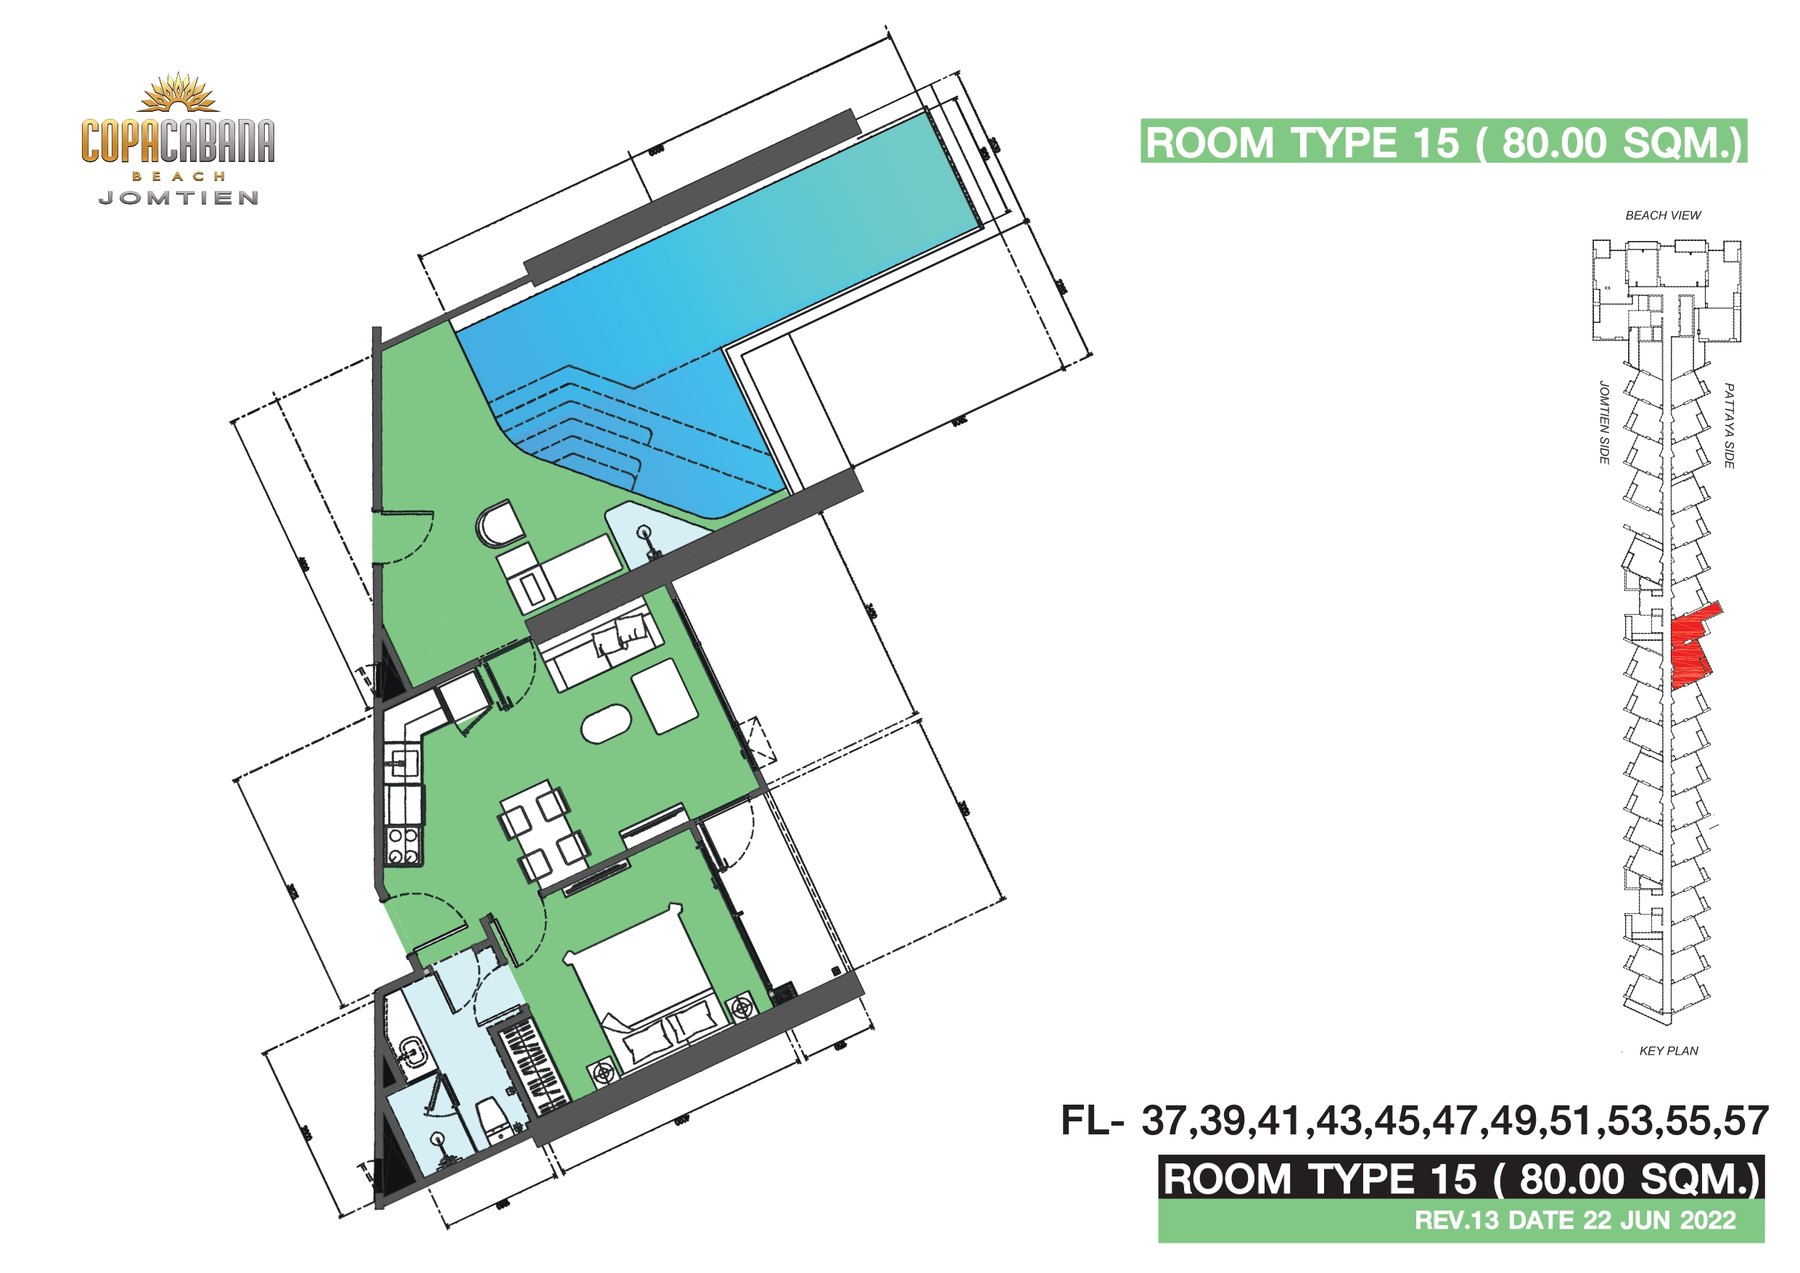 COPACABANA
BEACH
JOMTIEN
ROOM TYPE 15 ( 80.00 SQM.)
BEACH VIEW
JOMTIEN SIDE
PATTAYA SIDE
KEY PLAN
FL- 37,39,41,43,45,47,49,51,53,55,57
ROOM TYPE 15 ( 80.00 SQM.)
REV.13 DATE 22 JUN 2022